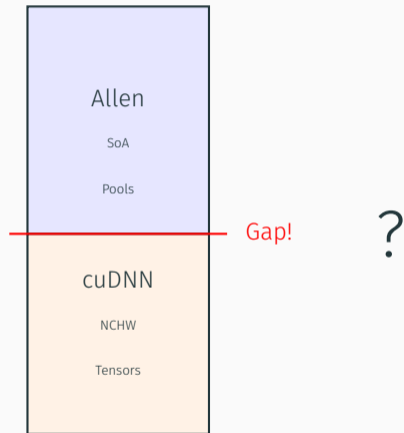 Allen
SoA
Pools
Gap!
?
cuDNN
NCHW
Tensors